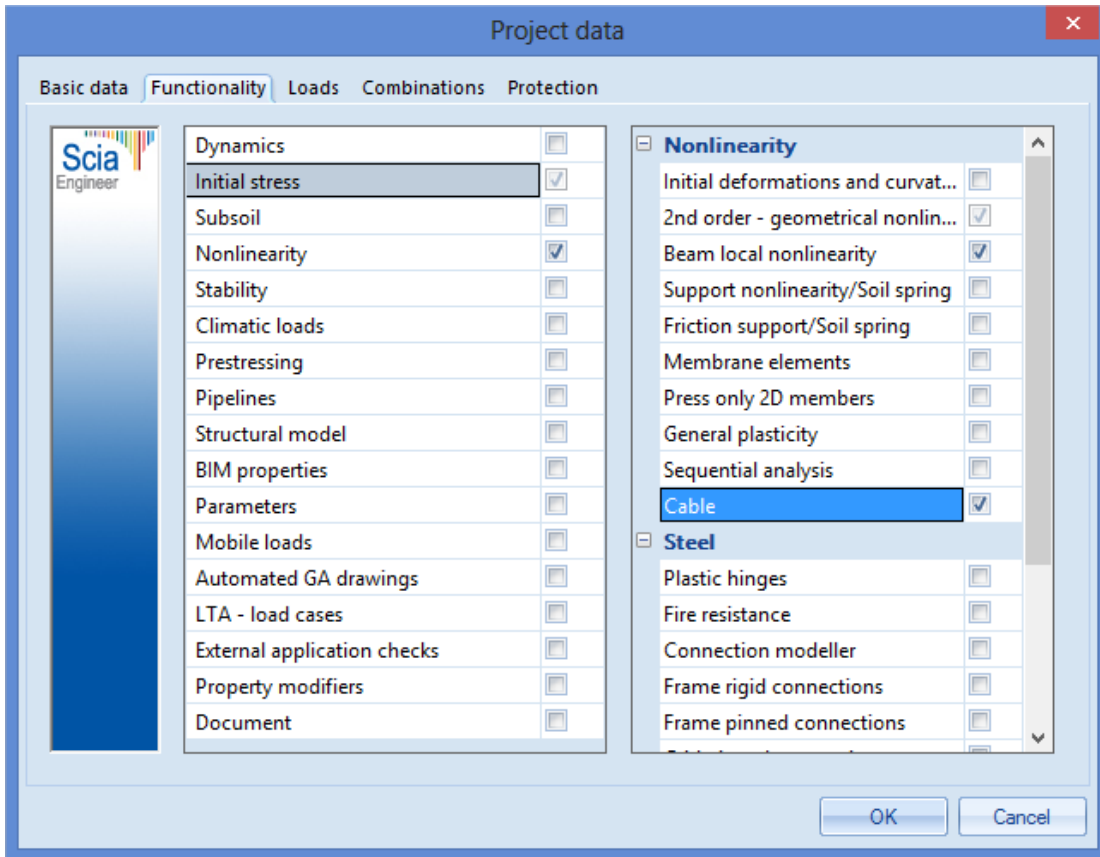 Project data
Basic data Functionality Loads Combinations Protection
Scia
Engineer
Dynamics
Initial stress
Subsoil
Nonlinearity
Stability
Climatic loads
Prestressing
Pipelines
Structural model
BIM properties
Parameters
Mobile loads
Automated GA drawings
LTA - load cases
External application checks
Property modifiers
Document
Nonlinearity
Initial deformations and curvat...
2nd order - geometrical nonlin...
Beam local nonlinearity
Support nonlinearity/Soil spring
Friction support/Soil spring
Membrane elements
Press only 2D members
General plasticity
Sequential analysis
Cable
Steel
Plastic hinges
Fire resistance
Connection modeller
Frame rigid connections
Frame pinned connections
OK Cancel